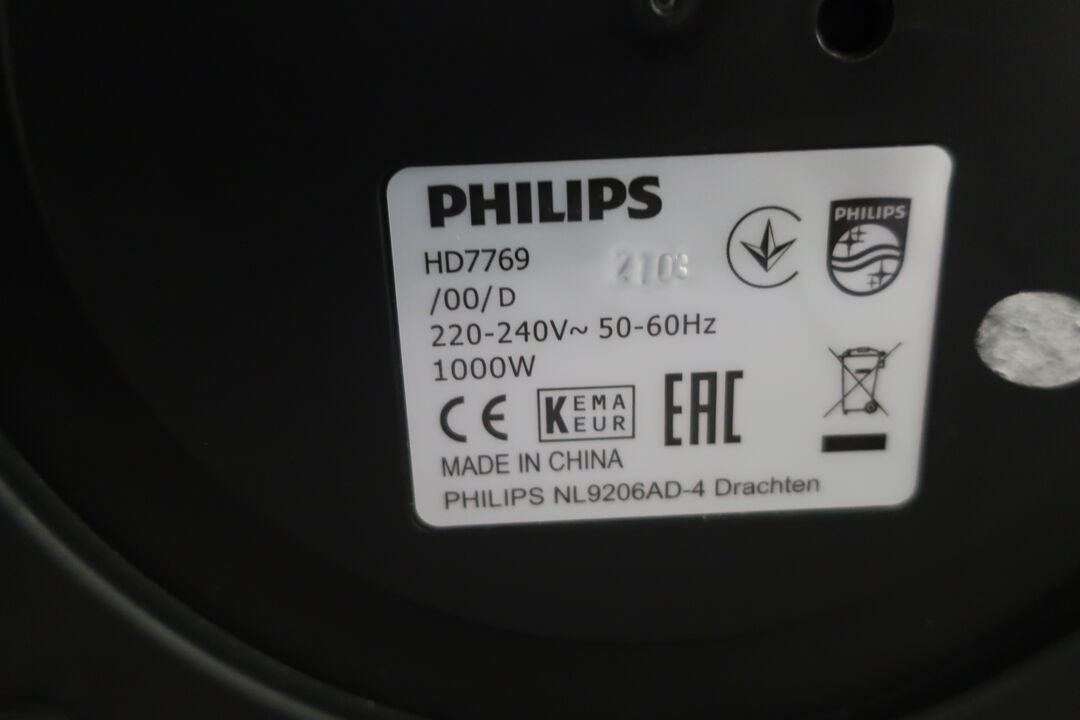 PHILIPS
HD7769
2103
/00/D
220-240V~ 50-60Hz
1000W
PHILIPS
CE
KEMA
EUR
EAC
MADE IN CHINA
PHILIPS NL9206AD-4 Drachten